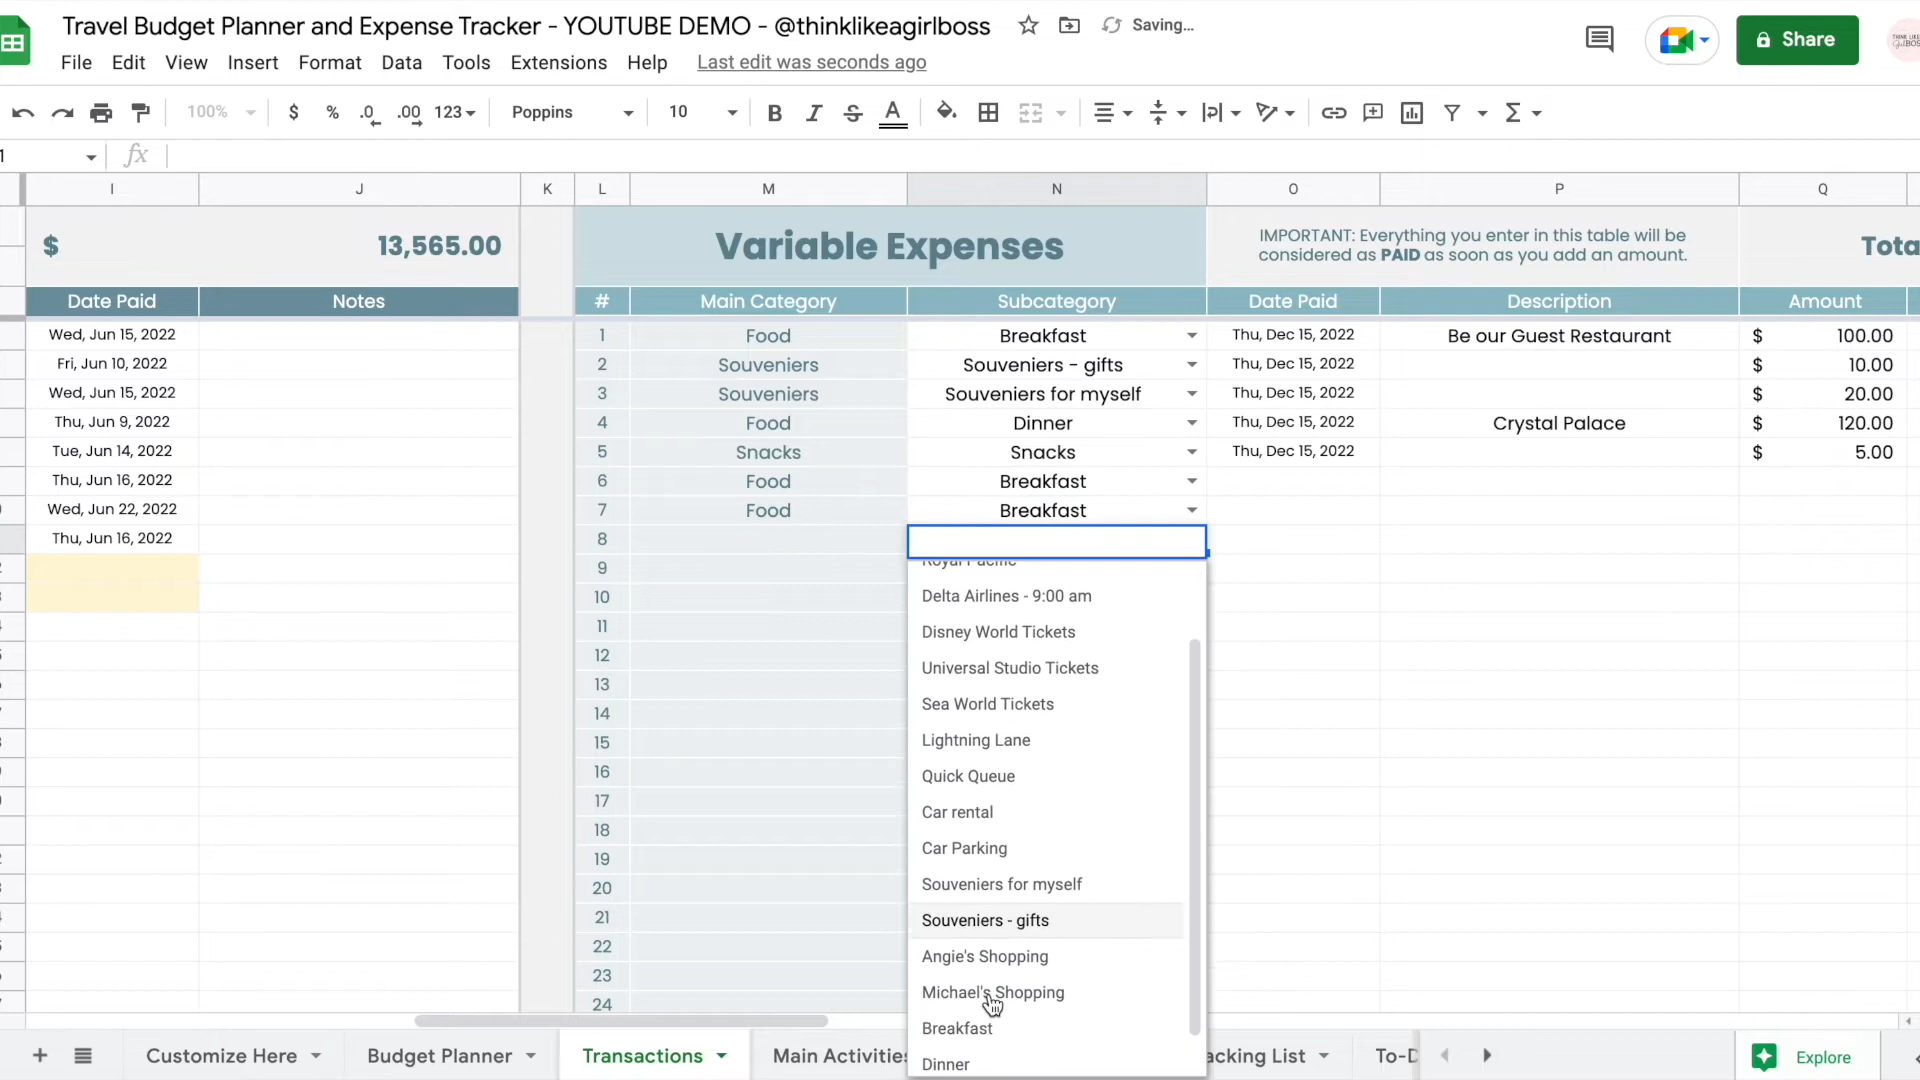 Travel Budget Planner and Expense Tracker - YOUTUBE DEMO - @thinklikeagirlboss Saving...
File Edit View Insert Format Data Tools Extensions Help Last edit was seconds ago
Share
100% $ % .0 .00 123 Poppins 10 B I S A
fx
I J K L M N O P Q
$ 13,565.00
Variable Expenses
IMPORTANT: Everything you enter in this table will be
considered as PAID as soon as you add an amount.
Date Paid Notes # Main Category Subcategory Date Paid Description Amount
Wed, Jun 15, 2022 1 Food Breakfast Thu, Dec 15, 2022 Be our Guest Restaurant $ 100.00
Fri, Jun 10, 2022 2 Souveniers Souveniers - gifts Thu, Dec 15, 2022 $ 10.00
Wed, Jun 15, 2022 3 Souveniers Souveniers for myself Thu, Dec 15, 2022 $ 20.00
Thu, Jun 9, 2022 4 Food Dinner Thu, Dec 15, 2022 Crystal Palace $ 120.00
Tue, Jun 14, 2022 5 Snacks Snacks Thu, Dec 15, 2022 $ 5.00
Thu, Jun 16, 2022 6 Food Breakfast
Wed, Jun 22, 2022 7 Food Breakfast
Thu, Jun 16, 2022 8
9
10
11
12
13
14
15
16
17
18
19
20
21
22
23
24
Royal Pacific
Delta Airlines - 9:00 am
Disney World Tickets
Universal Studio Tickets
Sea World Tickets
Lightning Lane
Quick Queue
Car rental
Car Parking
Souveniers for myself
Souveniers - gifts
Angie's Shopping
Michael's Shopping
Breakfast
Dinner
Customize Here Budget Planner Transactions Main Activities To-D Explore